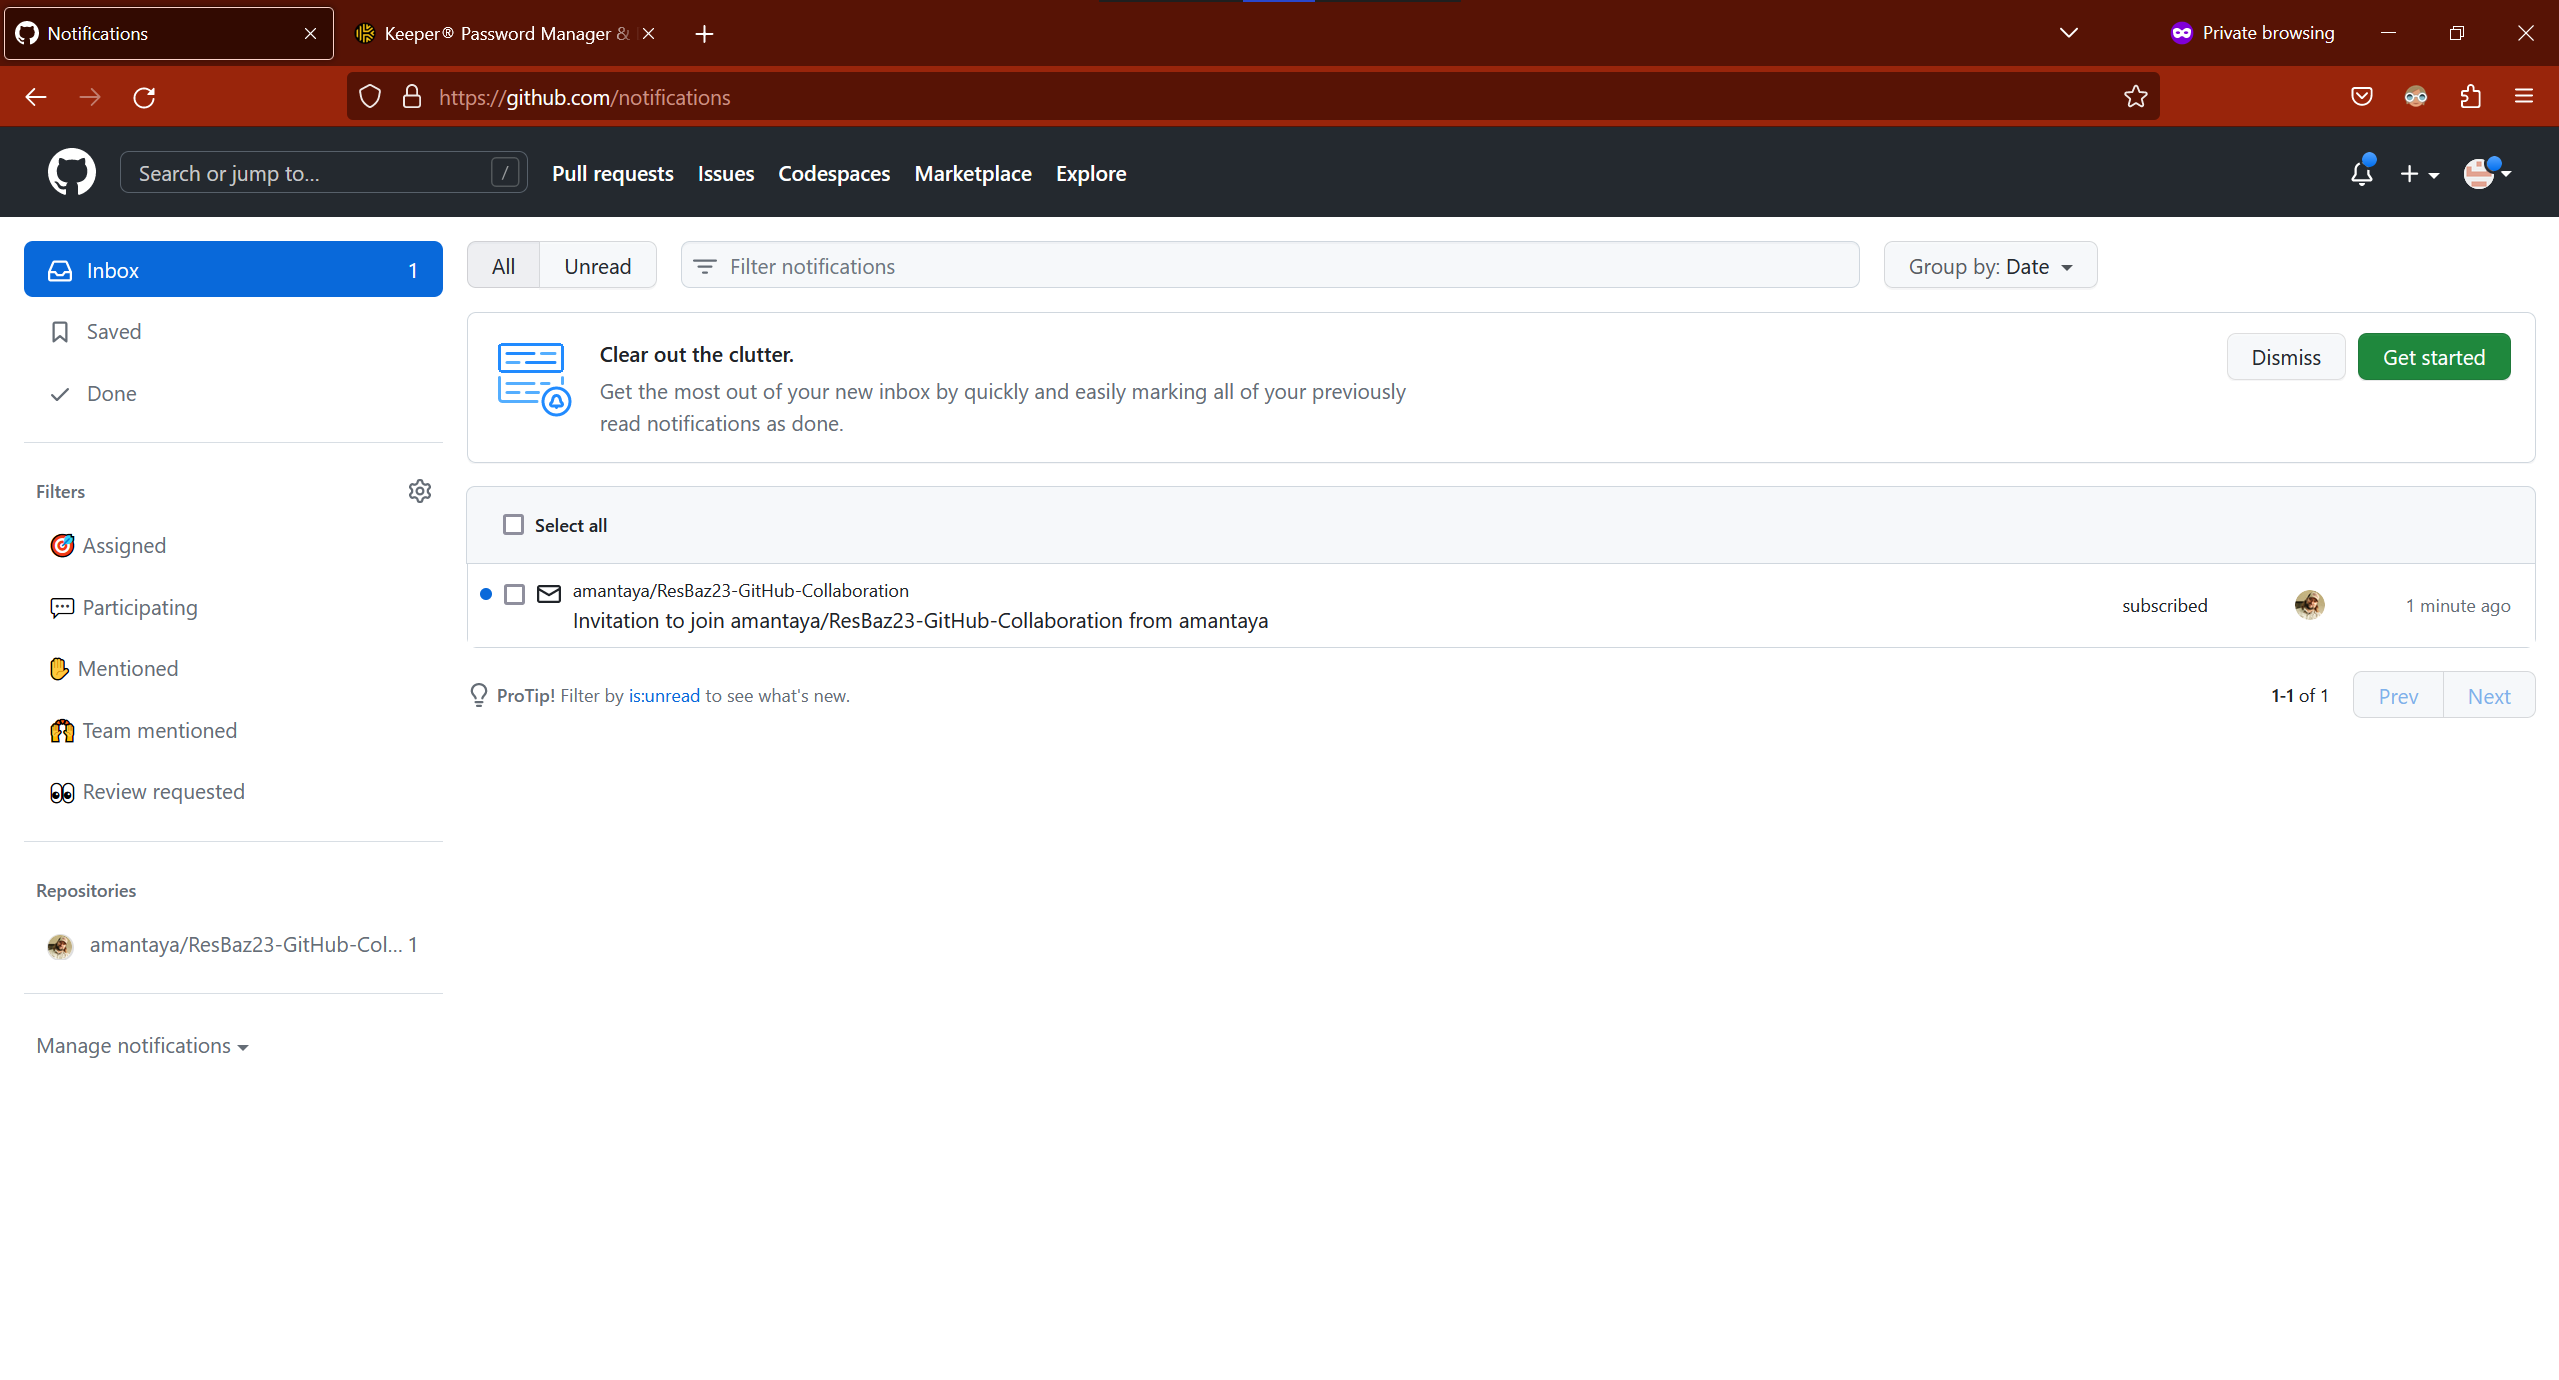 Notifications
Keeper® Password Manager &
Private browsing
https://github.com/notifications
Search or jump to...
/
Pull requests
Issues
Codespaces
Marketplace
Explore
Inbox
1
Saved
Done
Filters
Assigned
Participating
Mentioned
Team mentioned
Review requested
Repositories
amantaya/ResBaz23-GitHub-Col... 1
Manage notifications
All
Unread
Filter notifications
Group by: Date
Clear out the clutter.
Get the most out of your new inbox by quickly and easily marking all of your previously
read notifications as done.
Dismiss
Get started
Select all
amantaya/ResBaz23-GitHub-Collaboration
Invitation to join amantaya/ResBaz23-GitHub-Collaboration from amantaya
subscribed
1 minute ago
ProTip! Filter by is:unread to see what's new.
1-1 of 1
Prev
Next